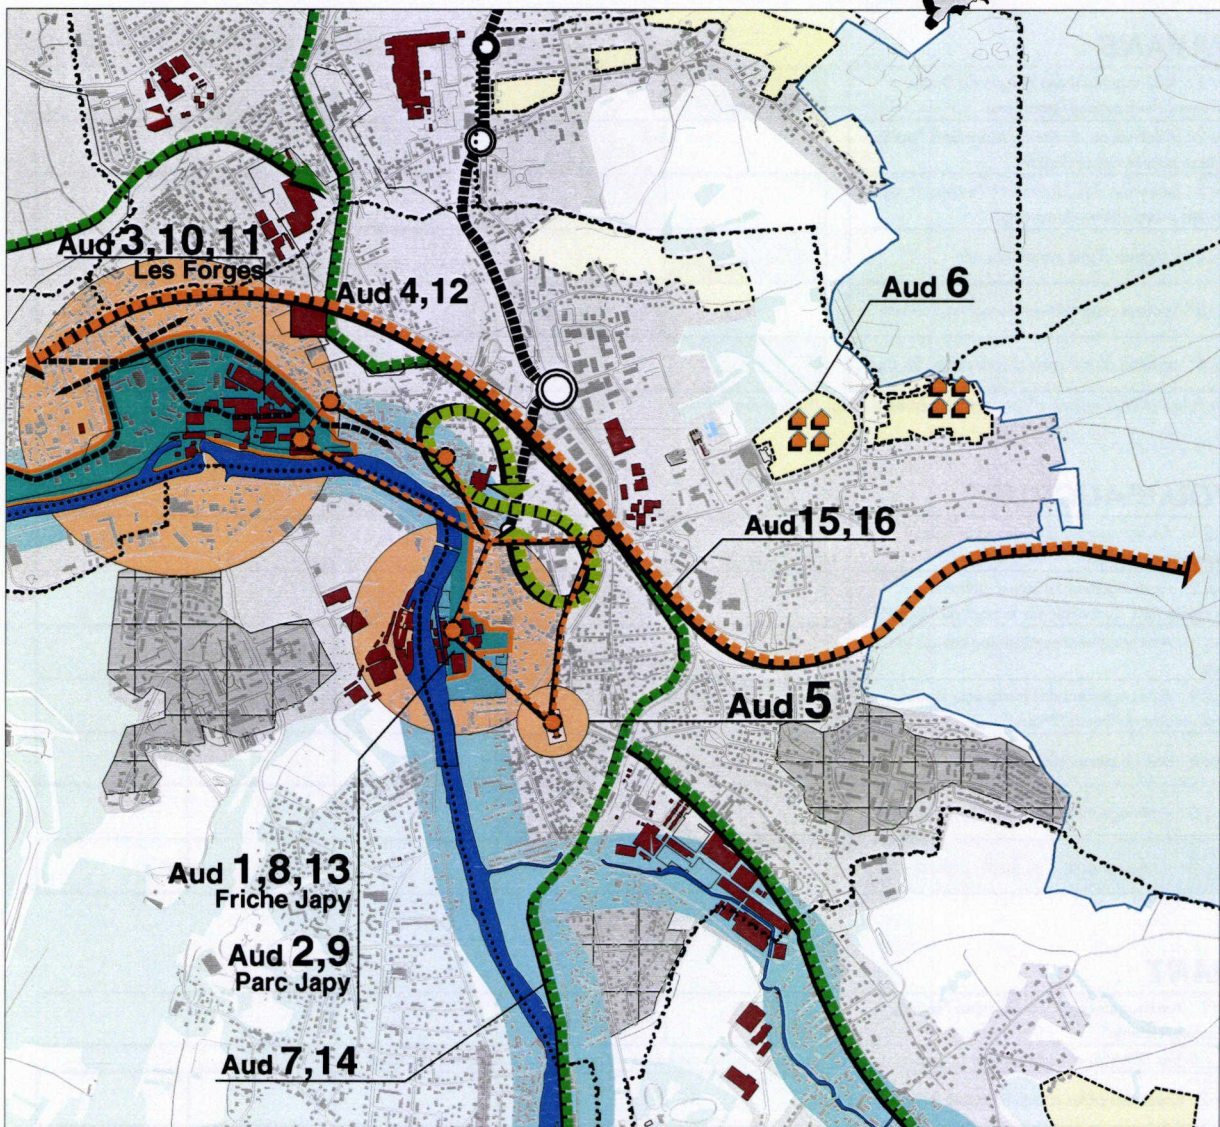 Aud 3,10,11
Les Forges
Aud 4,12
Aud 6
Aud 15,16
Aud 5
Aud 1,8,13
Friche Japy
Aud 2,9
Parc Japy
Aud 7,14